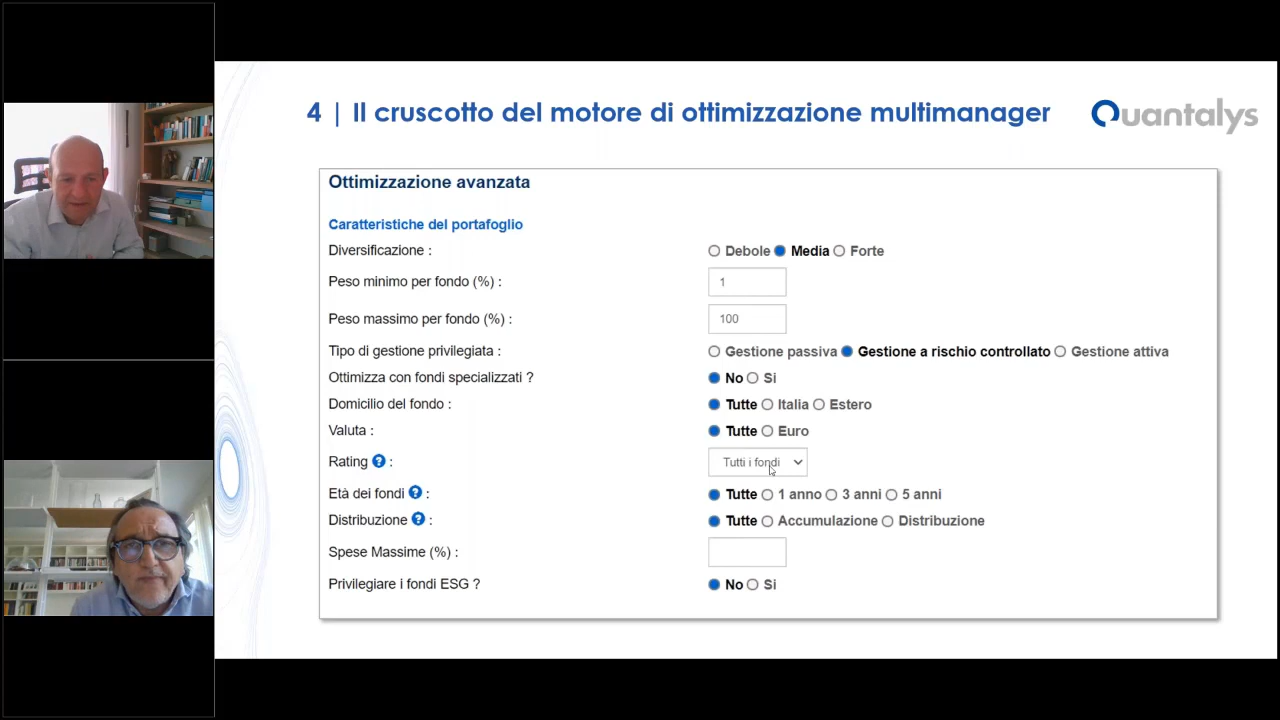 4 | Il cruscotto del motore di ottimizzazione multimanager
Quantalys
Ottimizzazione avanzata
Caratteristiche del portafoglio
Diversificazione : Debole Media Forte
Peso minimo per fondo (%) : 1
Peso massimo per fondo (%) : 100
Tipo di gestione privilegiata : Gestione passiva Gestione a rischio controllato Gestione attiva
Ottimizza con fondi specializzati ? No Si
Domicilio del fondo : Tutte Italia Estero
Valuta : Tutte Euro
Rating ? : Tutti i fondi
Età dei fondi ? : Tutte 1 anno 3 anni 5 anni
Distribuzione ? : Tutte Accumulazione Distribuzione
Spese Massime (%) :
Privilegiare i fondi ESG ? No Si